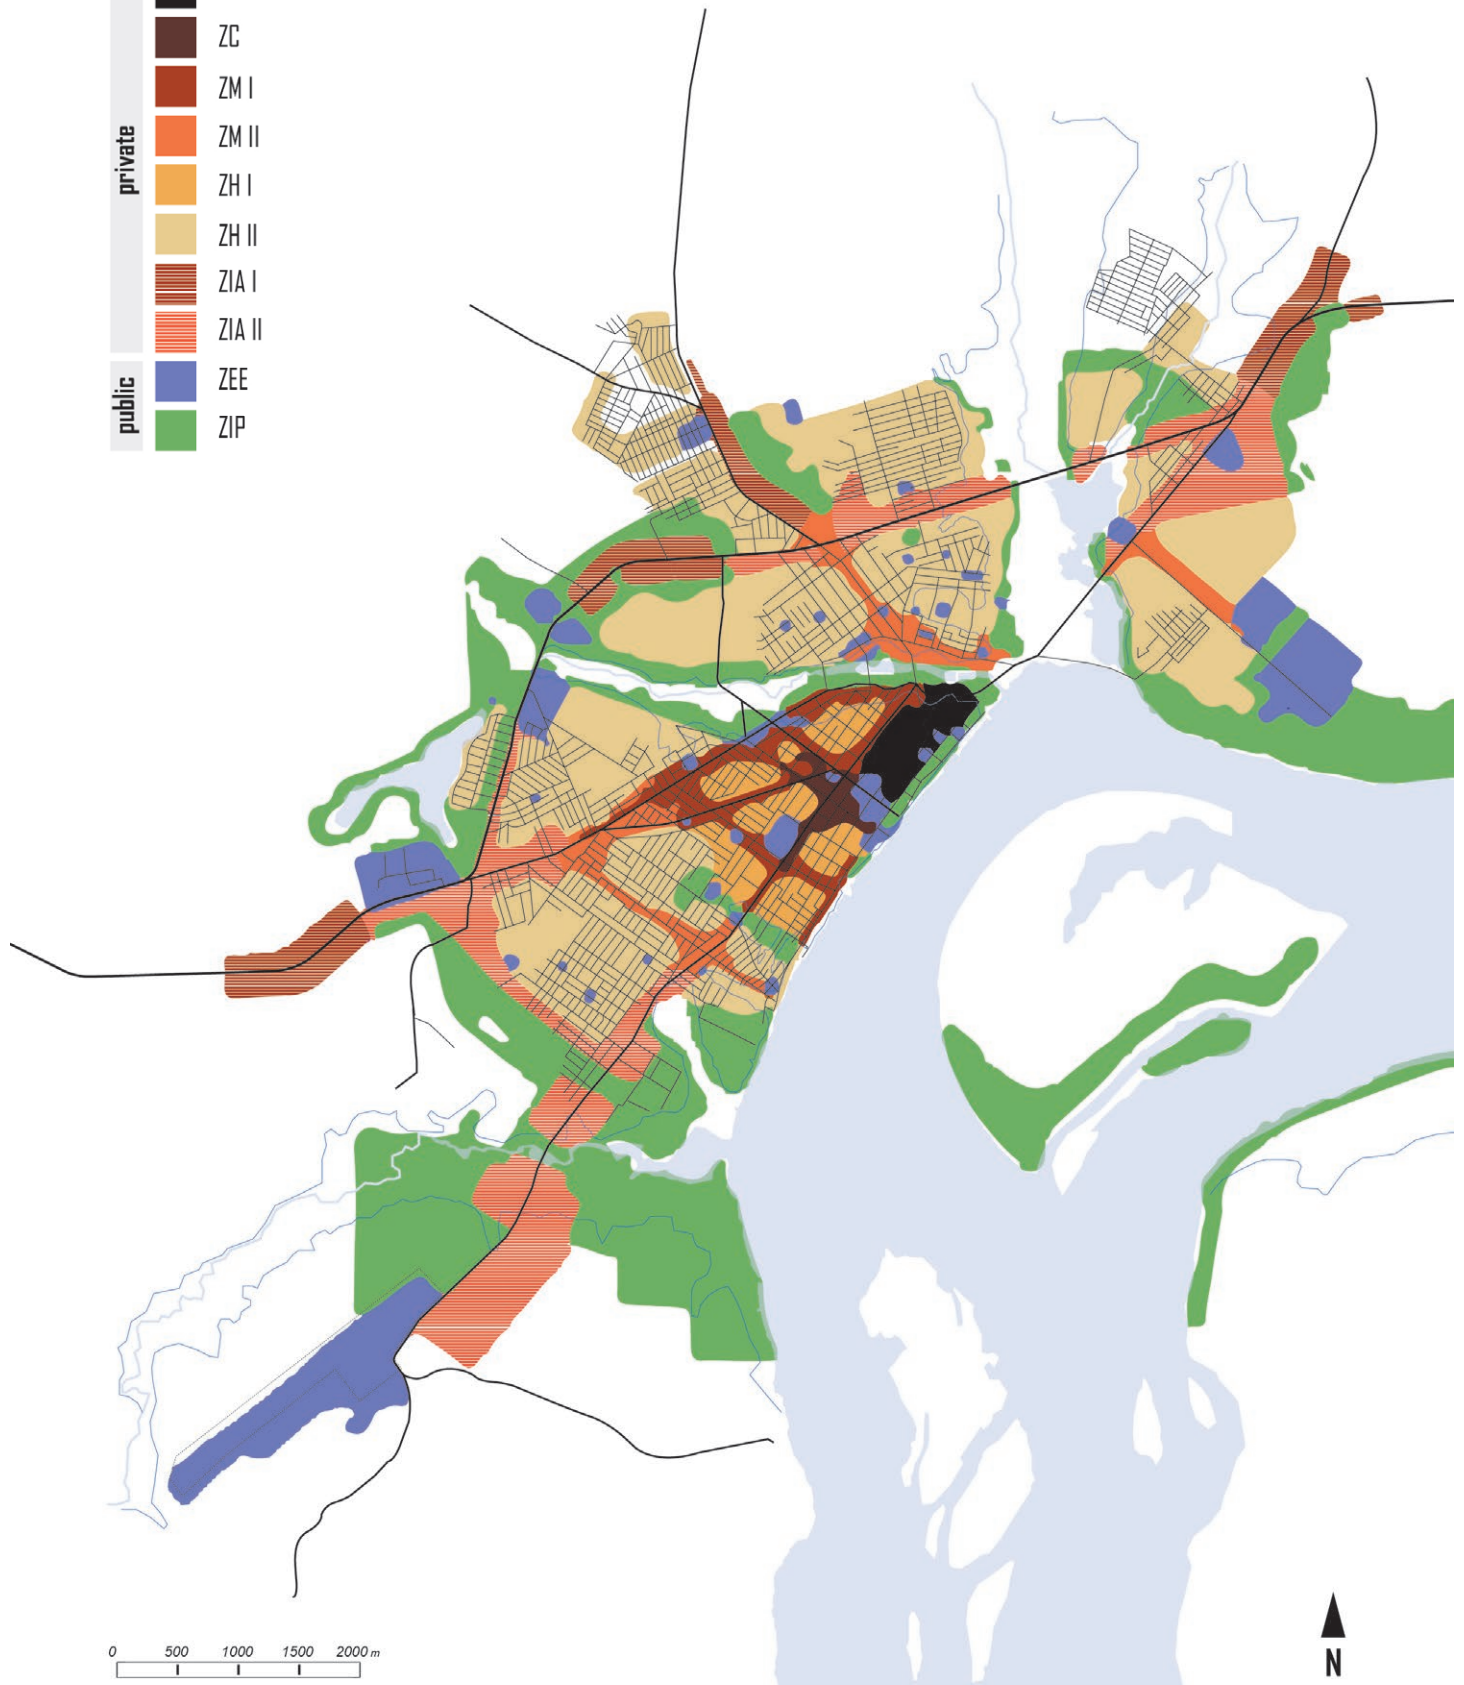 private
ZC
ZM I
ZM II
ZH I
ZH II
ZIA I
ZIA II
public
ZEE
ZIP
0 500 1000 1500 2000 m
N